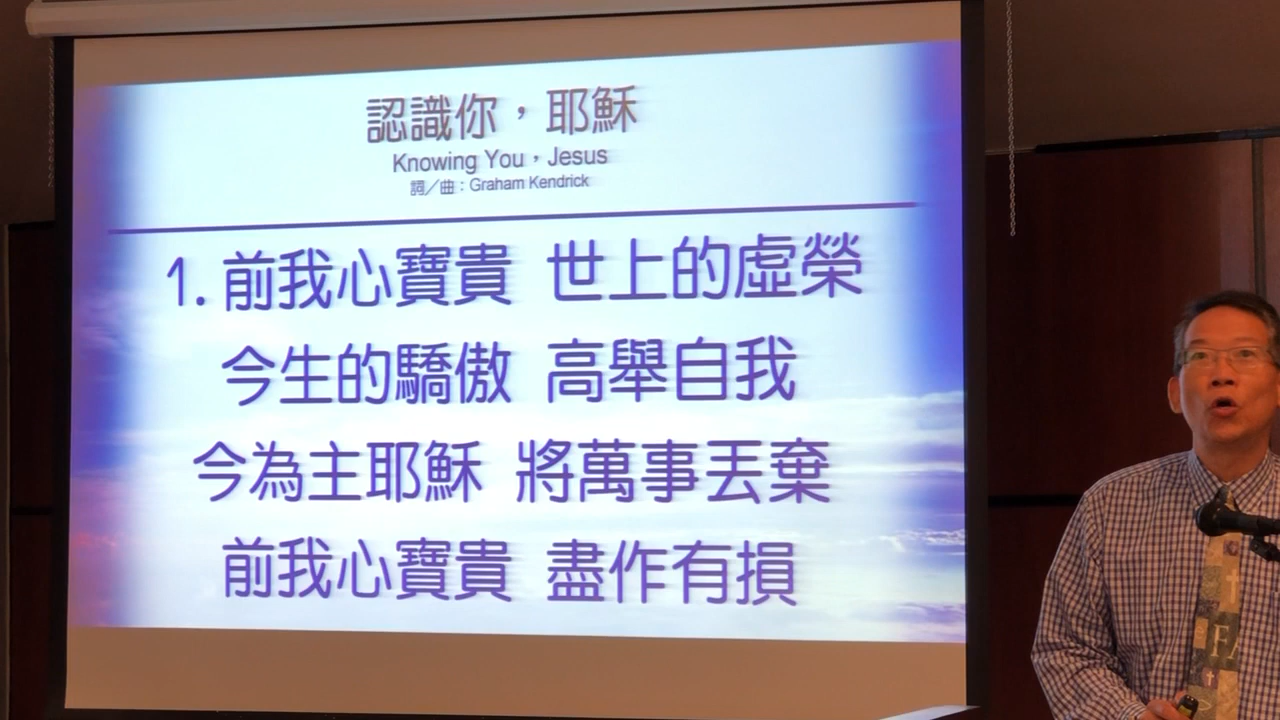 認識你，耶穌
Knowing You，Jesus
詞／曲：Graham Kendrick
1. 前我心寶貴 世上的虛榮
今生的驕傲 高舉自我
今為主耶穌 將萬事丟棄
前我心寶貴 盡作有損